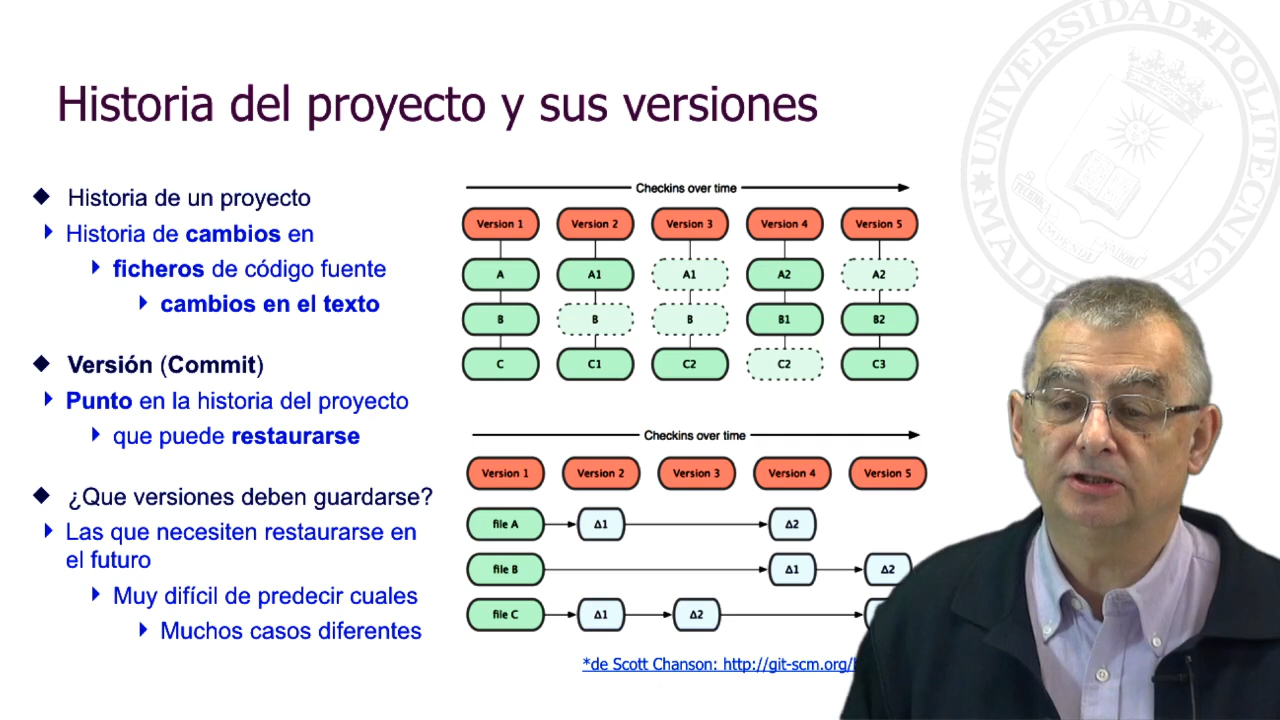 Historia del proyecto y sus versiones
Historia de un proyecto
Historia de cambios en
ficheros de código fuente
cambios en el texto
Versión (Commit)
Punto en la historia del proyecto
que puede restaurarse
¿Que versiones deben guardarse?
Las que necesiten restaurarse en
el futuro
Muy difícil de predecir cuales
Muchos casos diferentes
Checkins over time
Version 1 Version 2 Version 3 Version 4 Version 5
A A1 A1 A2 A2
B B B B1 B2
C C1 C2 C2 C3
Checkins over time
Version 1 Version 2 Version 3 Version 4 Version 5
file A Δ1 Δ2
file B Δ1 Δ2
file C Δ1 Δ2
*de Scott Chanson: http://git-scm.org/
UNIVERSIDAD POLITECNICA